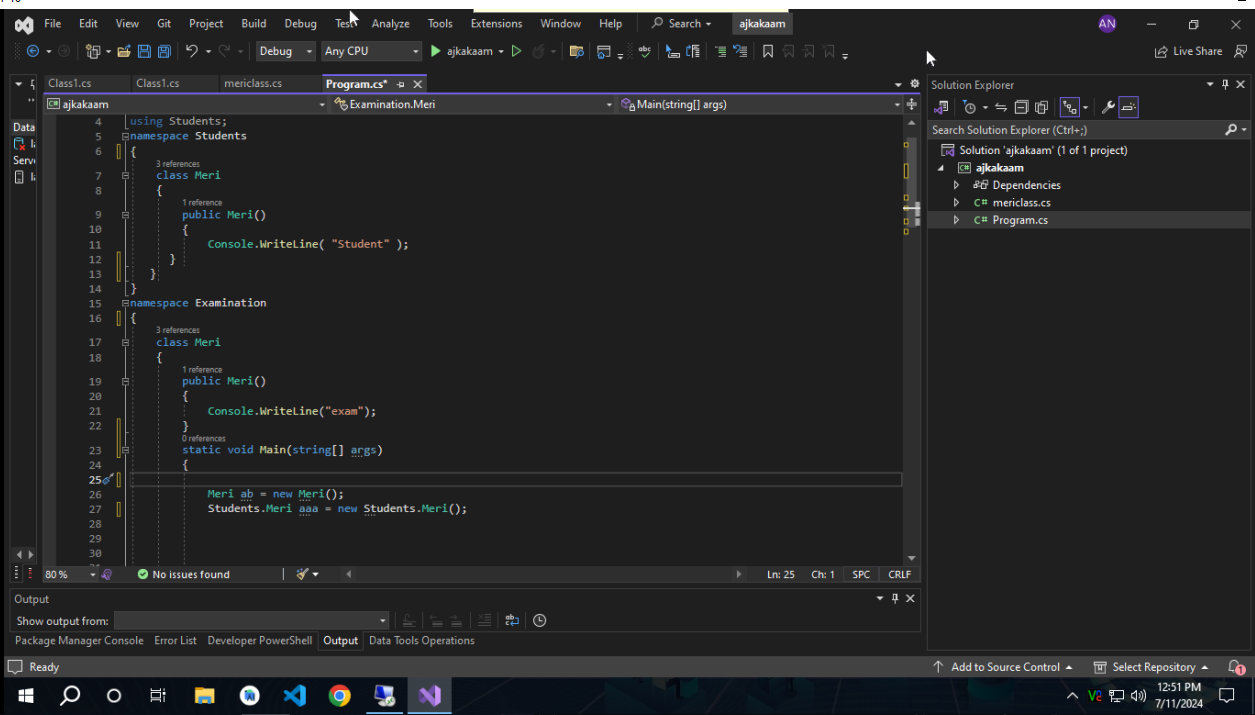 File Edit View Git Project Build Debug Test Analyze Tools Extensions Window Help Search ajkakaam AN
Debug Any CPU ajkakaam Live Share
Class1.cs Class1.cs mericlass.cs Program.cs*
ajkakaam Examination.Meri Main(string[] args)
Data
Serv
4 using Students;
5 namespace Students
6 {
3 references
7 class Meri
8 {
1 reference
9 public Meri()
10 {
11 Console.WriteLine( "Student" );
12 }
13 }
14 }
15 namespace Examination
16 {
3 references
17 class Meri
18 {
1 reference
19 public Meri()
20 {
21 Console.WriteLine("exam");
22 }
0 references
23 static void Main(string[] args)
24 {
25
26 Meri ab = new Meri();
27 Students.Meri aaa = new Students.Meri();
28
29
30
80 % No issues found Ln: 25 Ch: 1 SPC CRLF
Output
Show output from:
Package Manager Console Error List Developer PowerShell Output Data Tools Operations
Solution Explorer
Search Solution Explorer (Ctrl+;)
Solution 'ajkakaam' (1 of 1 project)
C# ajkakaam
Dependencies
C# mericlass.cs
C# Program.cs
Ready Add to Source Control Select Repository 1
12:51 PM
7/11/2024